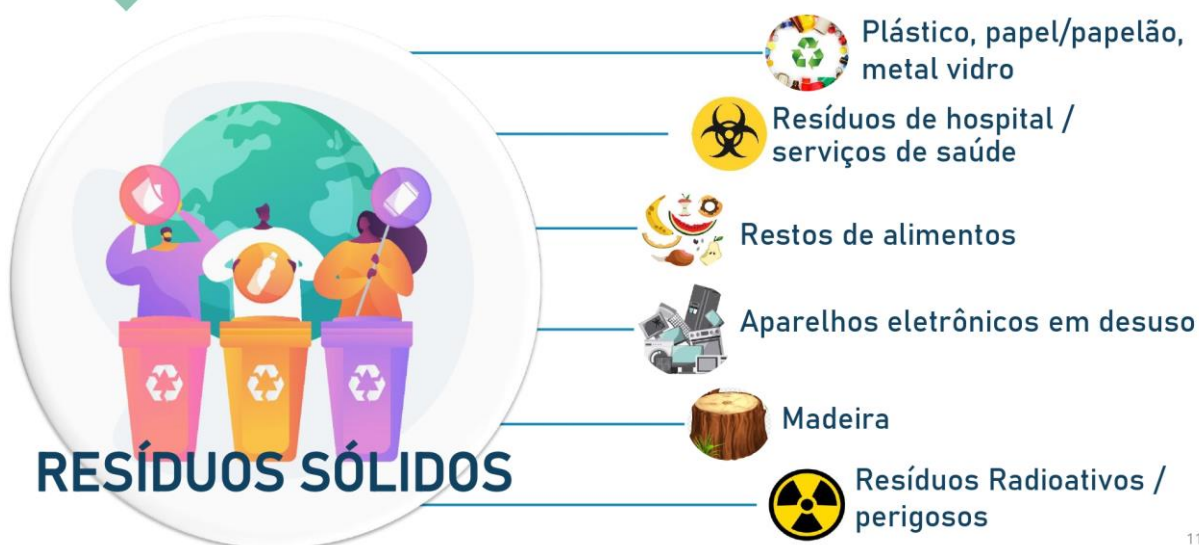 Plástico, papel/papelão,
metal vidro
Resíduos de hospital /
serviços de saúde
Restos de alimentos
Aparelhos eletrônicos em desuso
Madeira
RESÍDUOS SÓLIDOS
Resíduos Radioativos /
perigosos
11